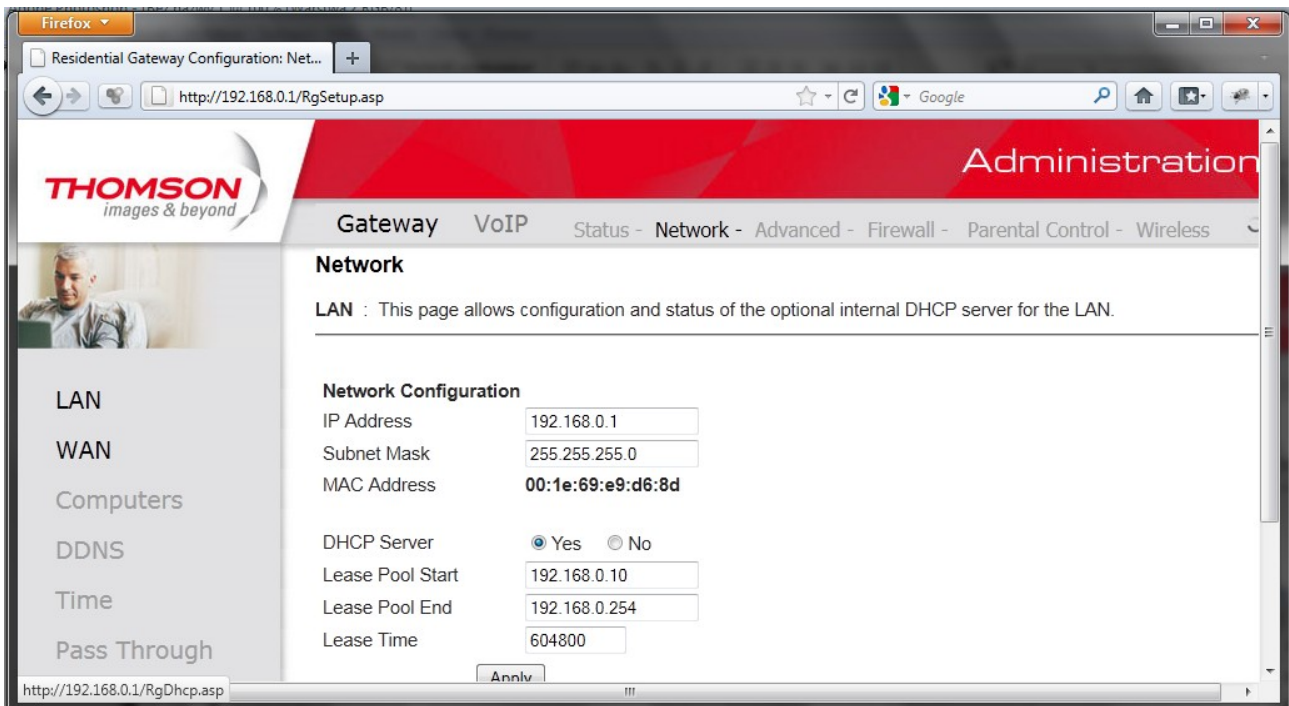 Firefox
Residential Gateway Configuration: Net...
http://192.168.0.1/RgSetup.asp
Google
THOMSON
images & beyond
Administration
Gateway VoIP Status - Network - Advanced - Firewall - Parental Control - Wireless
Network
LAN : This page allows configuration and status of the optional internal DHCP server for the LAN.
LAN
WAN
Computers
DDNS
Time
Pass Through
Network Configuration
IP Address 192.168.0.1
Subnet Mask 255.255.255.0
MAC Address 00:1e:69:e9:d6:8d
DHCP Server Yes No
Lease Pool Start 192.168.0.10
Lease Pool End 192.168.0.254
Lease Time 604800
Apply
http://192.168.0.1/RgDhcp.asp